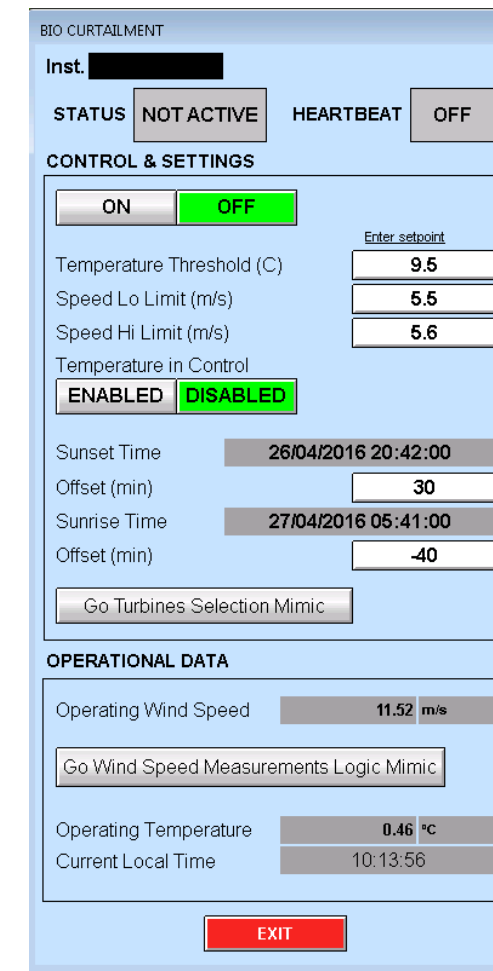 BIO CURTAILMENT
Inst.
STATUS NOT ACTIVE HEARTBEAT OFF
CONTROL & SETTINGS
ON OFF
Enter setpoint
Temperature Threshold (C) 9.5
Speed Lo Limit (m/s) 5.5
Speed Hi Limit (m/s) 5.6
Temperature in Control
ENABLED DISABLED
Sunset Time 26/04/2016 20:42:00
Offset (min) 30
Sunrise Time 27/04/2016 05:41:00
Offset (min) -40
Go Turbines Selection Mimic
OPERATIONAL DATA
Operating Wind Speed 11.52 m/s
Go Wind Speed Measurements Logic Mimic
Operating Temperature 0.46 ºC
Current Local Time 10:13:56
EXIT